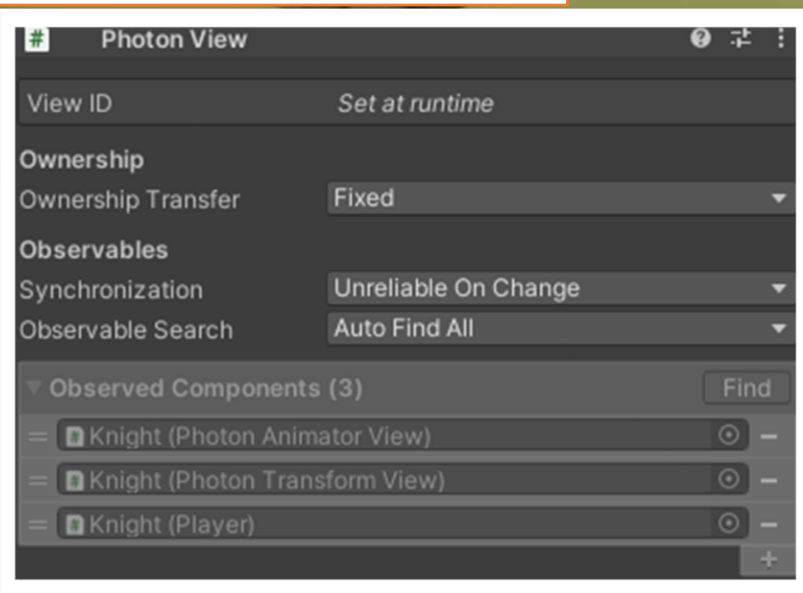 # Photon View
View ID Set at runtime
Ownership
Ownership Transfer Fixed
Observables
Synchronization Unreliable On Change
Observable Search Auto Find All
Observed Components (3) Find
Knight (Photon Animator View)
Knight (Photon Transform View)
Knight (Player)